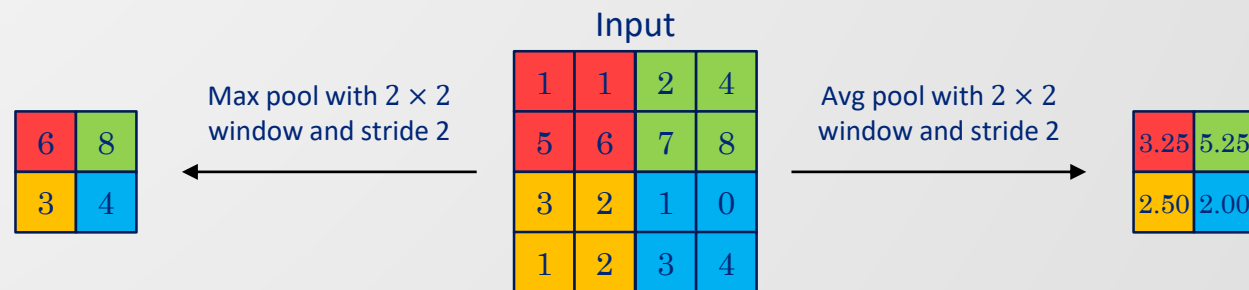 Input
Max pool with 2 × 2
window and stride 2
Avg pool with 2 × 2
window and stride 2
6 8
3 4
1 1 2 4
5 6 7 8
3 2 1 0
1 2 3 4
3.25 5.25
2.50 2.00